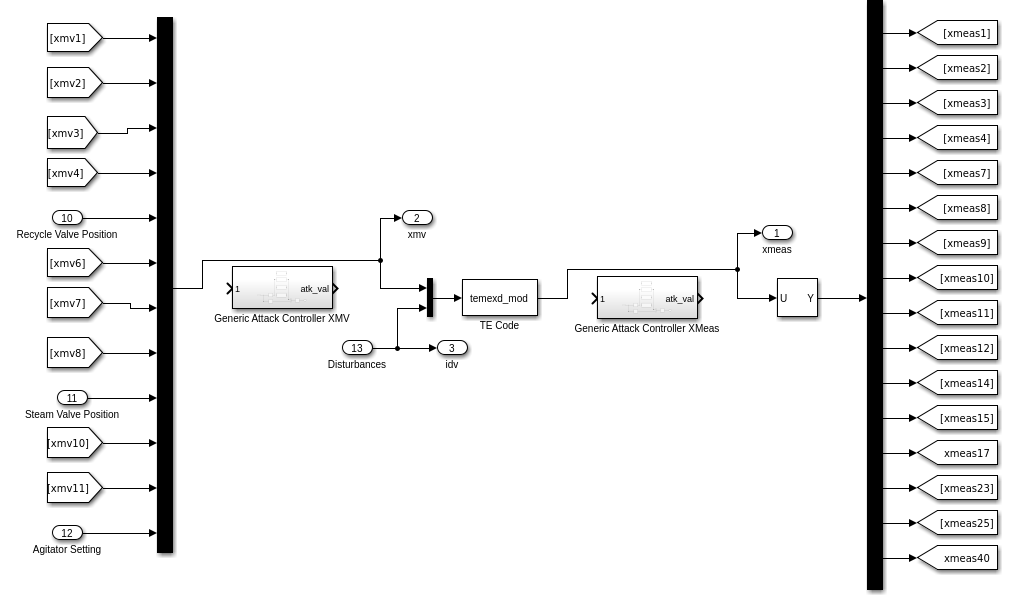 [xmv1]
[xmv2]
[xmv3]
[xmv4]
10
Recycle Valve Position
[xmv6]
[xmv7]
[xmv8]
11
Steam Valve Position
[xmv10]
[xmv11]
12
Agitator Setting
1 atk_val
Generic Attack Controller XMV
2
xmv
13
Disturbances
3
idv
temexd_mod
TE Code
1 atk_val
Generic Attack Controller XMeas
1
xmeas
U Y
[xmeas1]
[xmeas2]
[xmeas3]
[xmeas4]
[xmeas7]
[xmeas8]
[xmeas9]
[xmeas10]
[xmeas11]
[xmeas12]
[xmeas14]
[xmeas15]
xmeas17
[xmeas23]
[xmeas25]
xmeas40